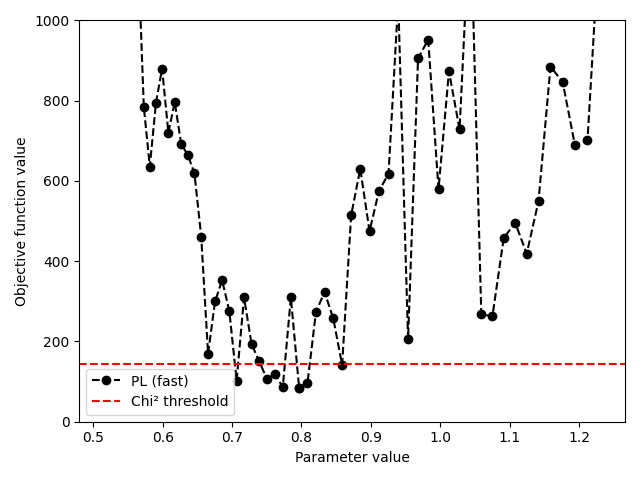 1000
800
600
400
200
0
Objective function value
PL (fast)
Chi² threshold
0.5 0.6 0.7 0.8 0.9 1.0 1.1 1.2
Parameter value